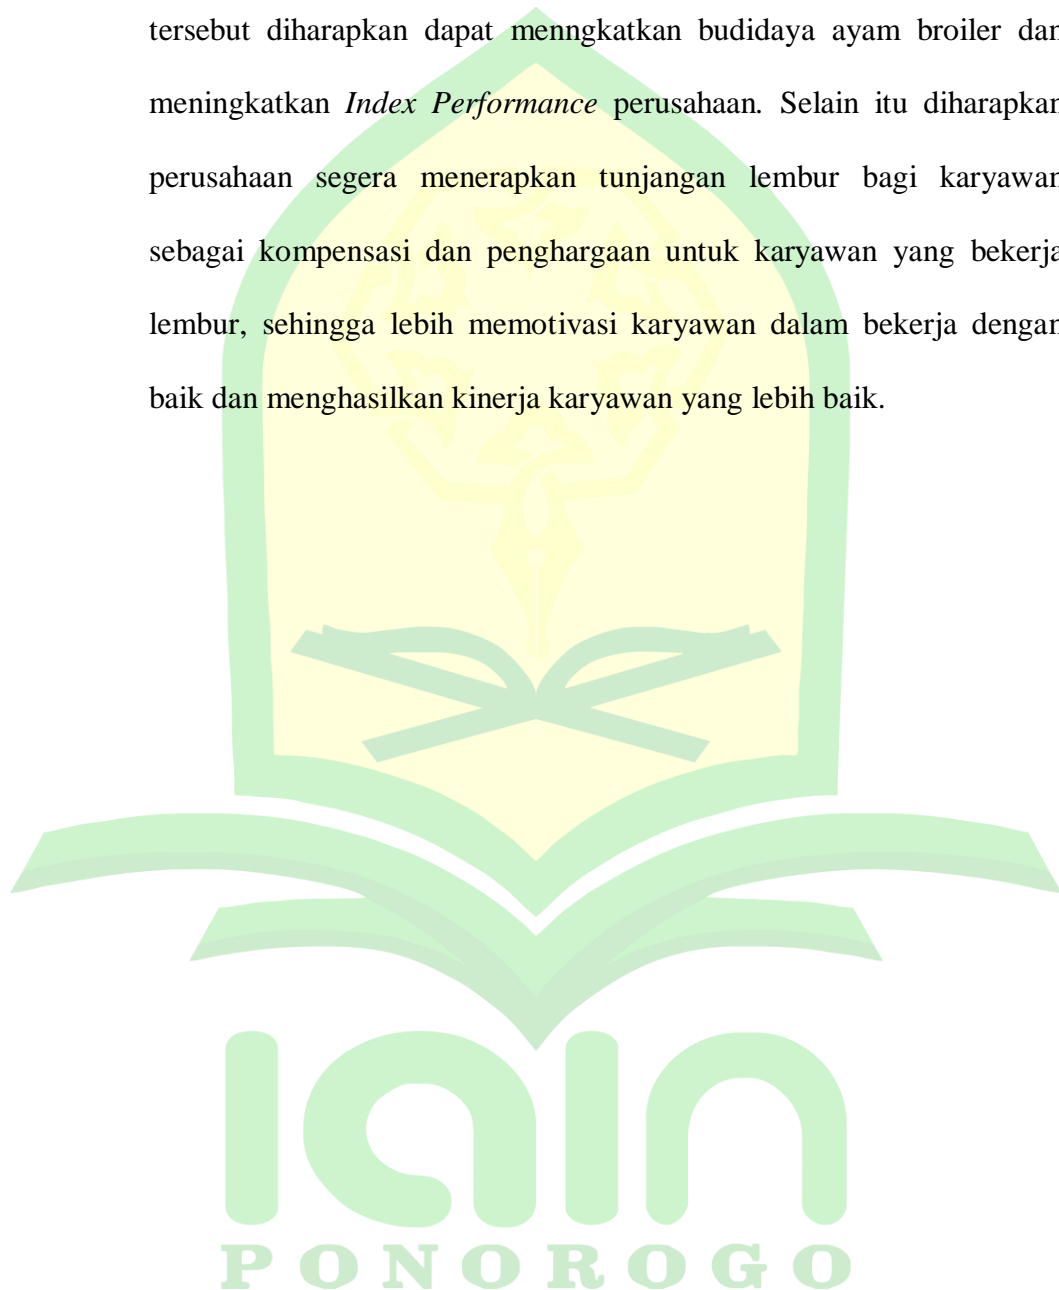 tersebut diharapkan dapat menngkatkan budidaya ayam broiler dan
meningkatkan Index Performance perusahaan. Selain itu diharapkan
perusahaan segera menerapkan tunjangan lembur bagi karyawan
sebagai kompensasi dan penghargaan untuk karyawan yang bekerja
lembur, sehingga lebih memotivasi karyawan dalam bekerja dengan
baik dan menghasilkan kinerja karyawan yang lebih baik.
iain
PONOROGO